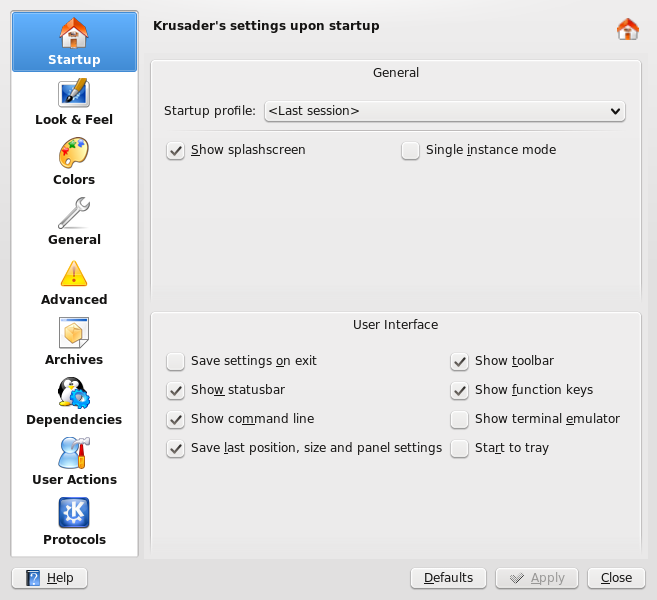 Krusader's settings upon startup
Startup
Look & Feel
Colors
General
Advanced
Archives
Dependencies
User Actions
Protocols
General
Startup profile: <Last session>
Show splashscreen Single instance mode
User Interface
Save settings on exit Show toolbar
Show statusbar Show function keys
Show command line Show terminal emulator
Save last position, size and panel settings Start to tray
Help Defaults Apply Close